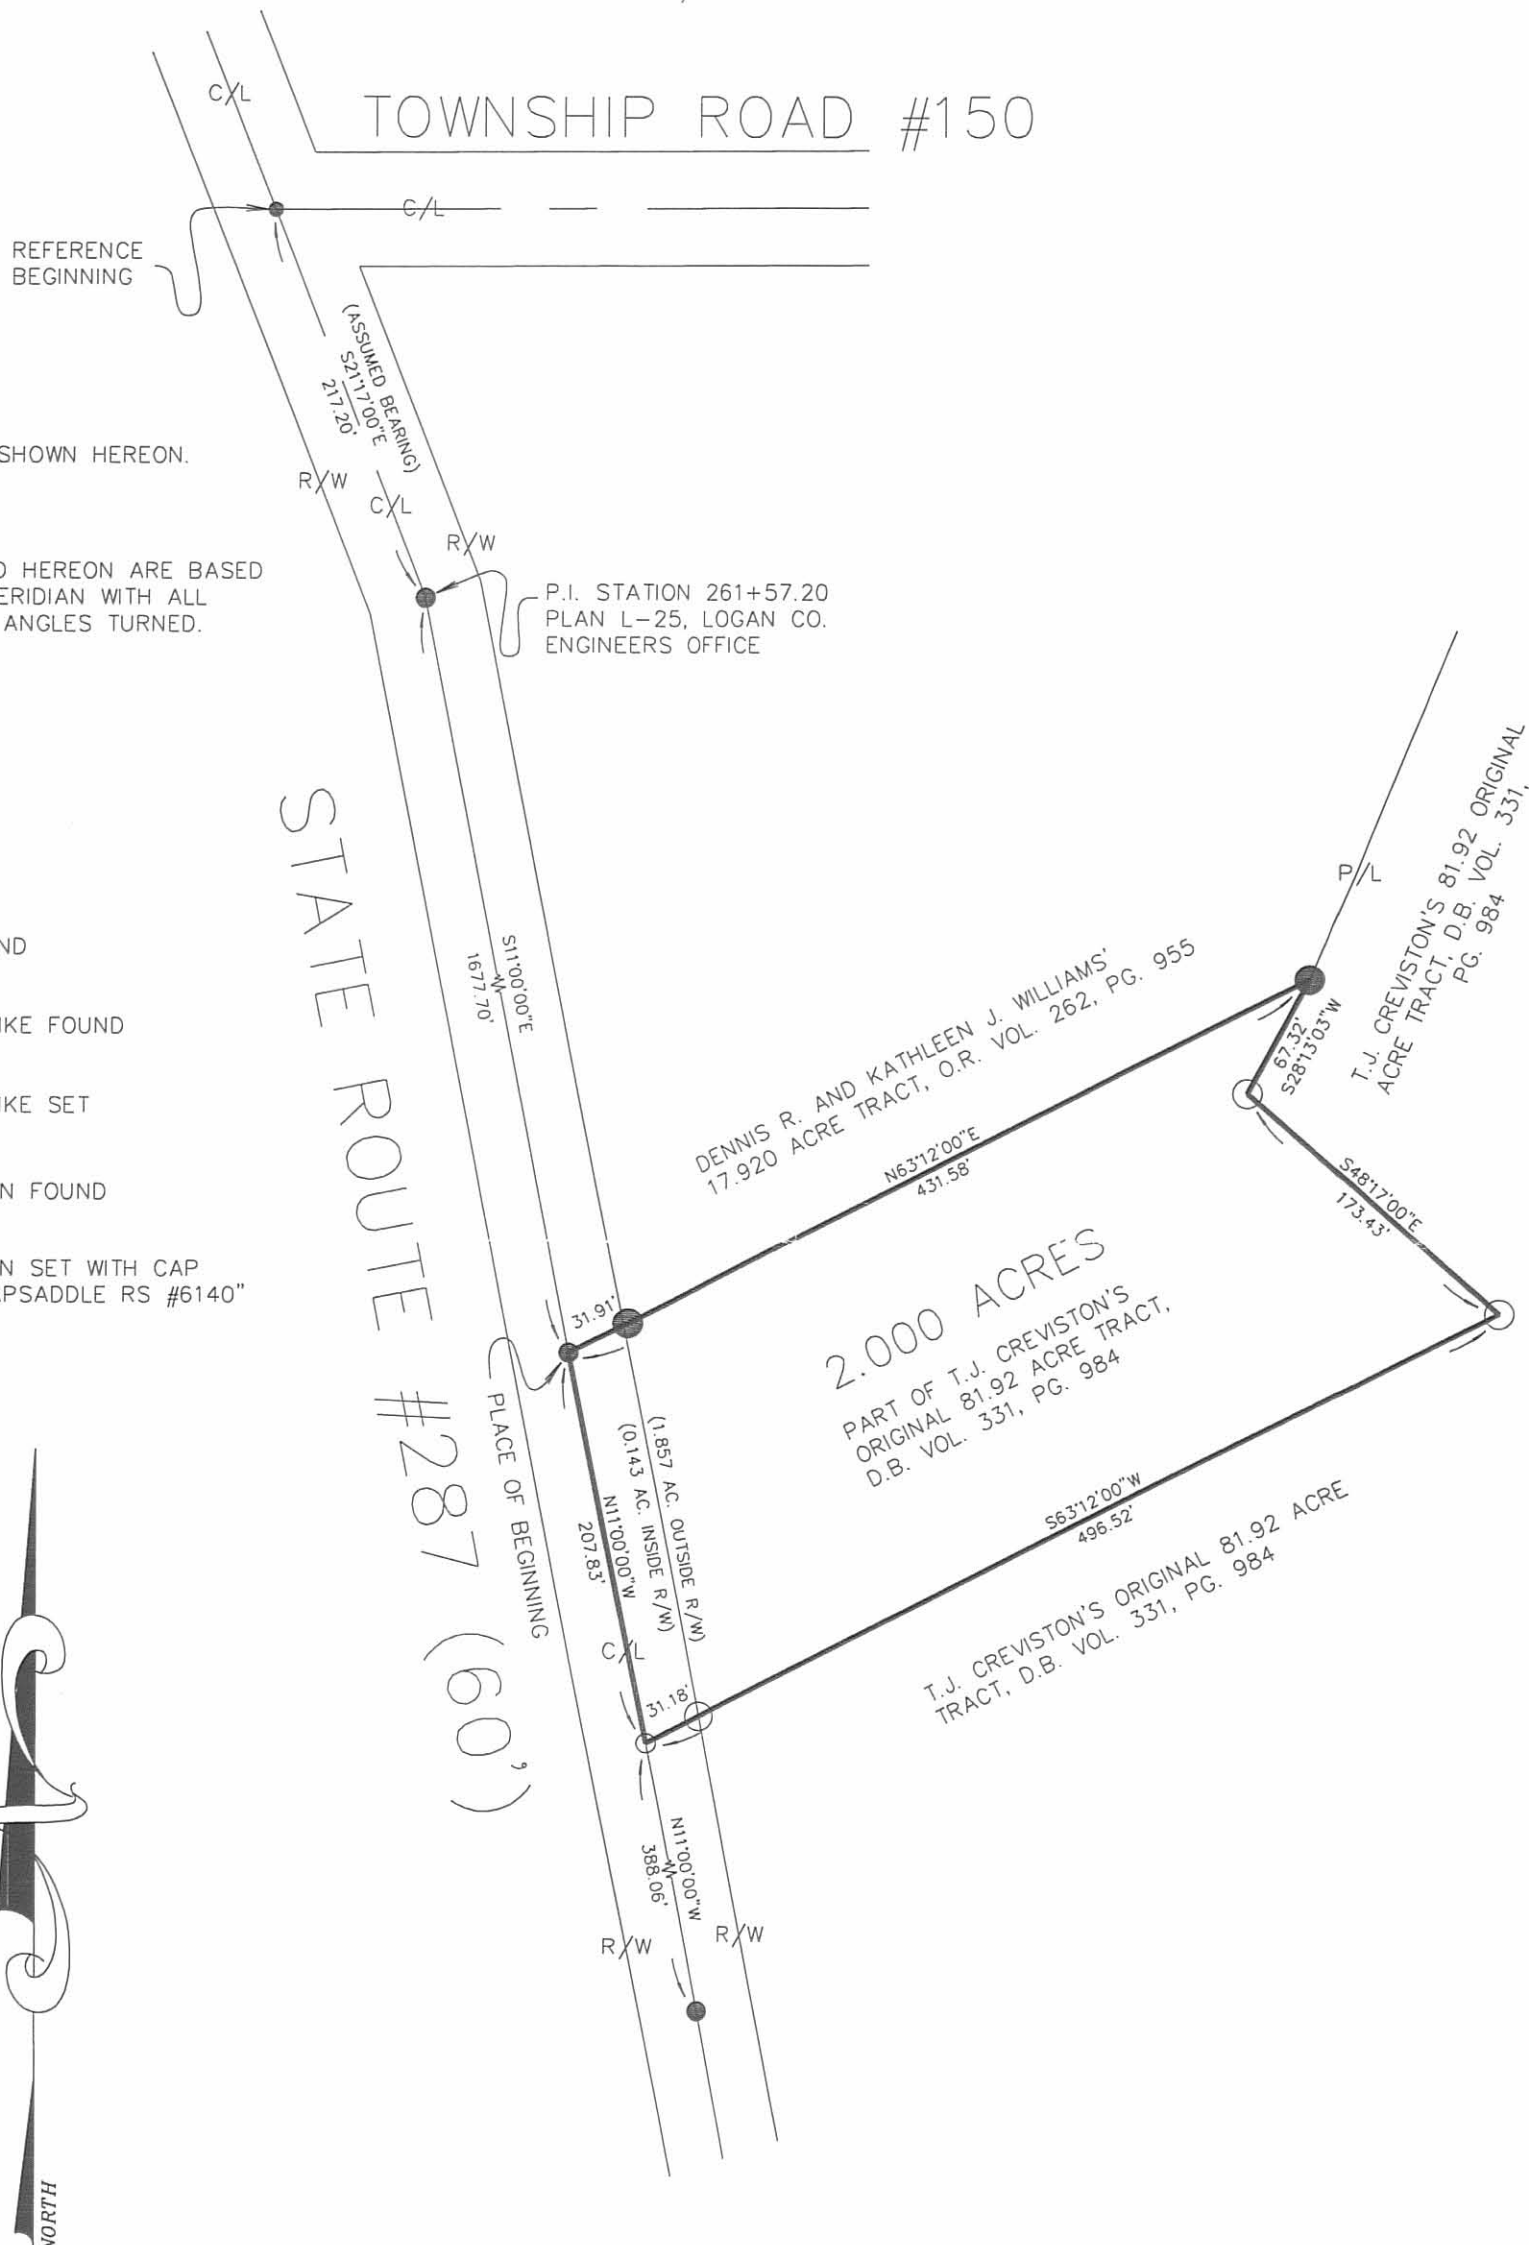 C/L
TOWNSHIP ROAD #150
C/L
REFERENCE
BEGINNING
(ASSUMED BEARING)
S21°17'00"E
217.20'
SHOWN HEREON.
R/W
C/L
R/W
HEREON ARE BASED
WITH ALL
ANGLES TURNED.
P.I. STATION 261+57.20
PLAN L-25, LOGAN CO.
ENGINEERS OFFICE
STATE ROUTE #287 (60')
S11°00'00"E
1677.70'
P/L
T.J. CREVISTON'S 81.92 ORIGINAL
ACRE TRACT, D.B. VOL. 331,
PG. 984
FOUND
SET
FOUND
SET WITH CAP
RS #6140"
DENNIS R. AND KATHLEEN J. WILLIAMS'
17.920 ACRE TRACT, O.R. VOL. 262, PG. 955
N63°12'00"E
431.58'
67.32'
S28°13'03"W
S48°17'00"E
173.43'
31.91'
2.000 ACRES
PART OF T.J. CREVISTON'S
ORIGINAL 81.92 ACRE TRACT,
D.B. VOL. 331, PG. 984
PLACE OF BEGINNING
(1.857 AC. OUTSIDE R/W)
(0.143 AC. INSIDE R/W)
N11°00'00"W
207.83'
C/L
S63°12'00"W
496.52'
T.J. CREVISTON'S ORIGINAL 81.92 ACRE
TRACT, D.B. VOL. 331, PG. 984
31.18'
N11°00'00"W
388.06'
R/W
R/W
NORTH